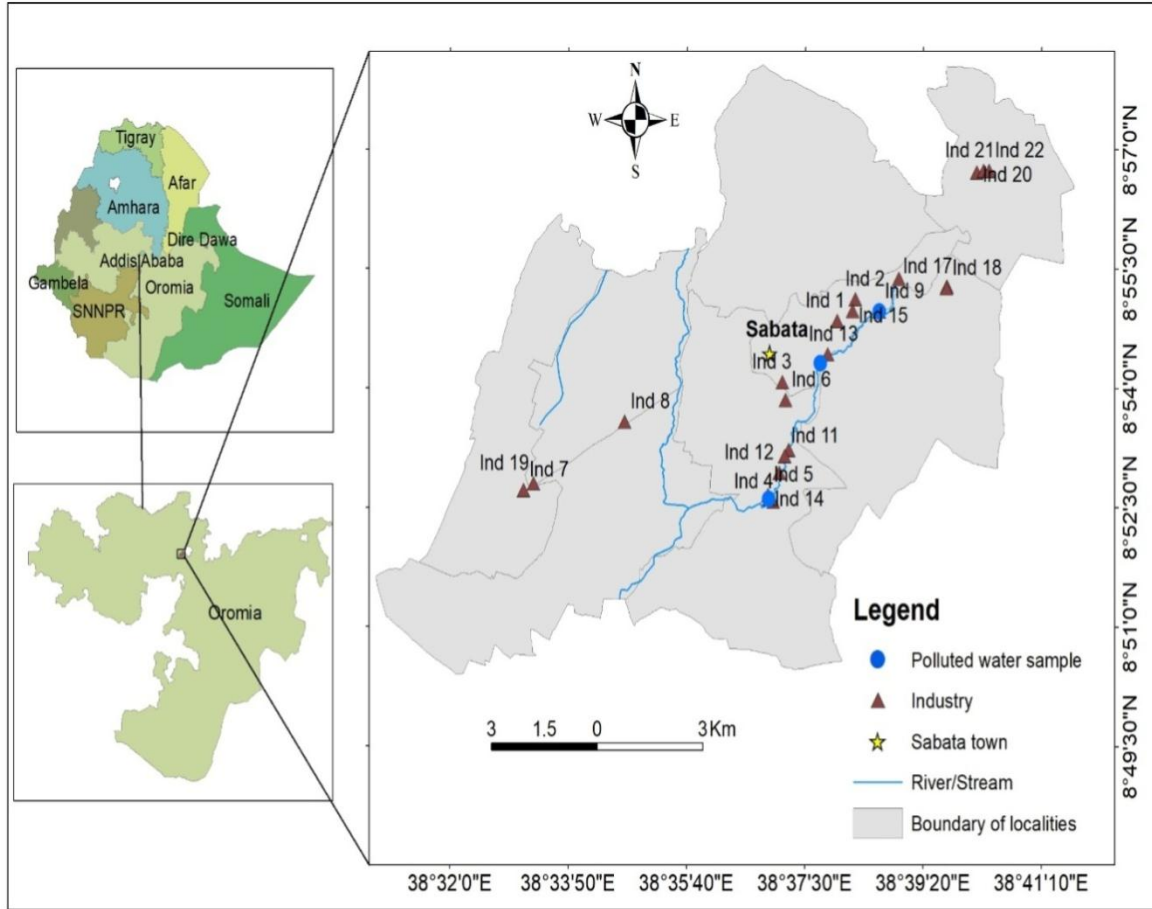 Tigray
Afar
Amhara
Dire Dawa
Addis Ababa
Gambela
Oromia
SNNPR
Somali
Oromia
N
W
E
S
Ind 21
Ind 22
Ind 20
Ind 17
Ind 18
Ind 2
Ind 9
Ind 1
Ind 15
Sabata
Ind 13
Ind 3
Ind 6
Ind 8
Ind 11
Ind 12
Ind 19
Ind 7
Ind 4
Ind 5
Ind 14
8°57'0"N
8°55'30"N
8°54'0"N
8°52'30"N
8°51'0"N
8°49'30"N
Legend
Polluted water sample
Industry
Sabata town
River/Stream
Boundary of localities
3 1.5 0 3Km
38°32'0"E 38°33'50"E 38°35'40"E 38°37'30"E 38°39'20"E 38°41'10"E